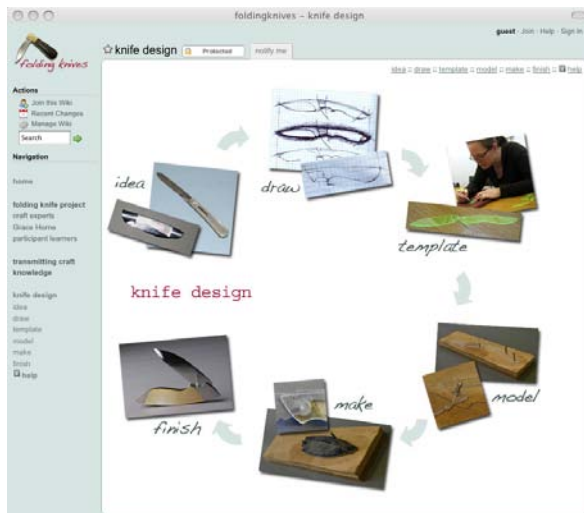 foldingknives – knife design
guest · Join · Help · Sign In
folding knives
knife design
Protected
notify me
idea :: draw :: template :: model :: make :: finish :: help
Actions
Join this Wiki
Recent Changes
Manage Wiki
Search
Navigation
home
folding knife project
craft experts
Grace Horne
participant learners
transmitting craft
knowledge
knife design
idea
draw
template
model
make
finish
help
idea
draw
template
knife design
model
make
finish